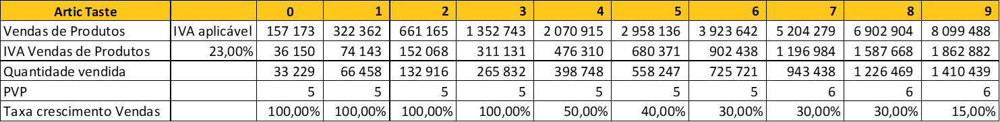 Artic Taste 0 1 2 3 4 5 6 7 8 9
Vendas de Produtos IVA aplicável 157 173 322 362 661 165 1 352 743 2 070 915 2 958 136 3 923 642 5 204 279 6 902 904 8 099 488
IVA Vendas de Produtos 23,00% 36 150 74 143 152 068 311 131 476 310 680 371 902 438 1 196 984 1 587 668 1 862 882
Quantidade vendida 33 229 66 458 132 916 265 832 398 748 558 247 725 721 943 438 1 226 469 1 410 439
PVP 5 5 5 5 5 5 5 6 6 6
Taxa crescimento Vendas 100,00% 100,00% 100,00% 100,00% 50,00% 40,00% 30,00% 30,00% 30,00% 15,00%